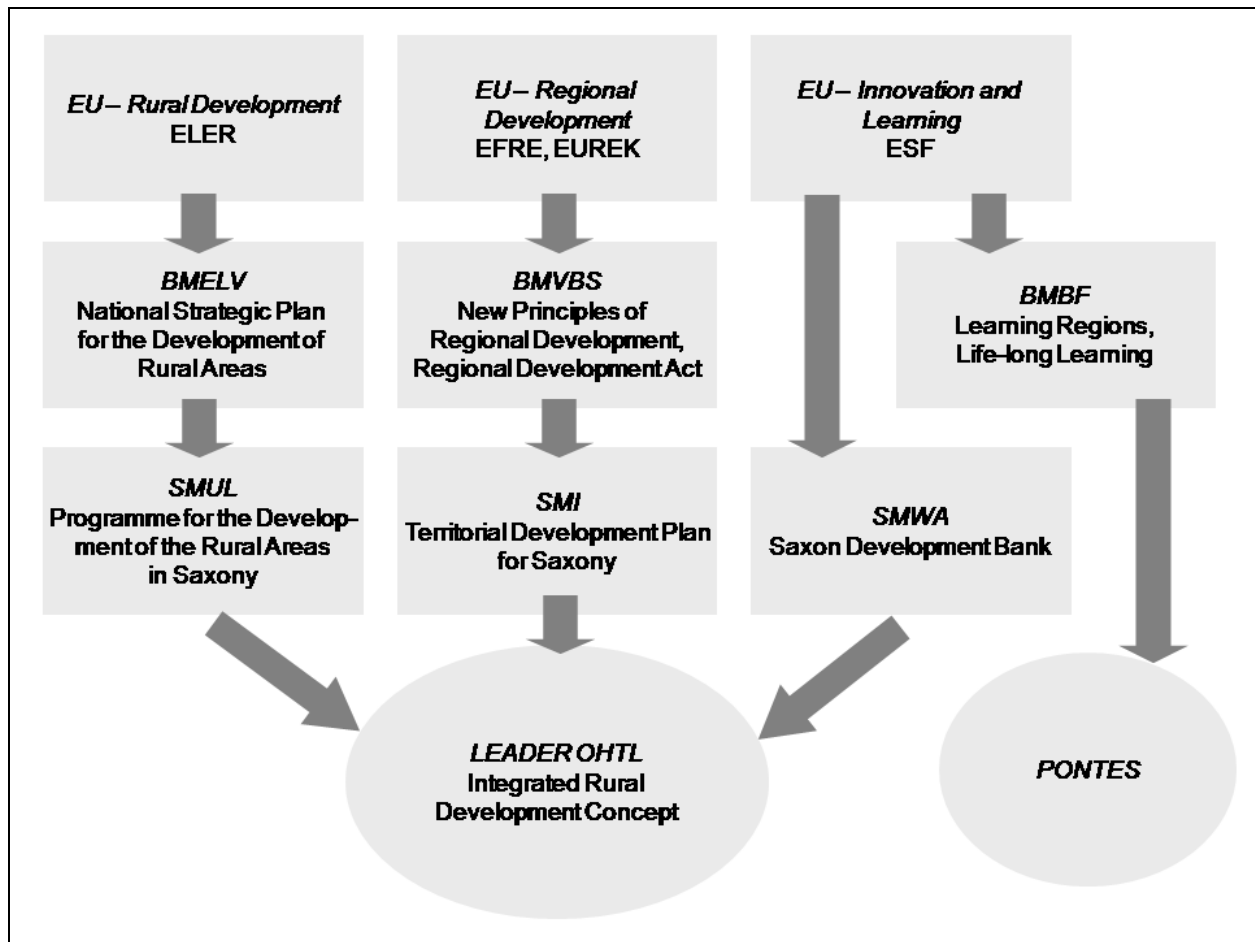 EU – Rural Development
ELER
EU – Regional
Development
EFRE, EUREK
EU – Innovation and
Learning
ESF
BMELV
National Strategic Plan
for the Development of
Rural Areas
BMVBS
New Principles of
Regional Development,
Regional Development Act
BMBF
Learning Regions,
Life-long Learning
SMUL
Programme for the Develop-
ment of the Rural Areas
in Saxony
SMI
Territorial Development Plan
for Saxony
SMWA
Saxon Development Bank
LEADER OHTL
Integrated Rural
Development Concept
PONTES